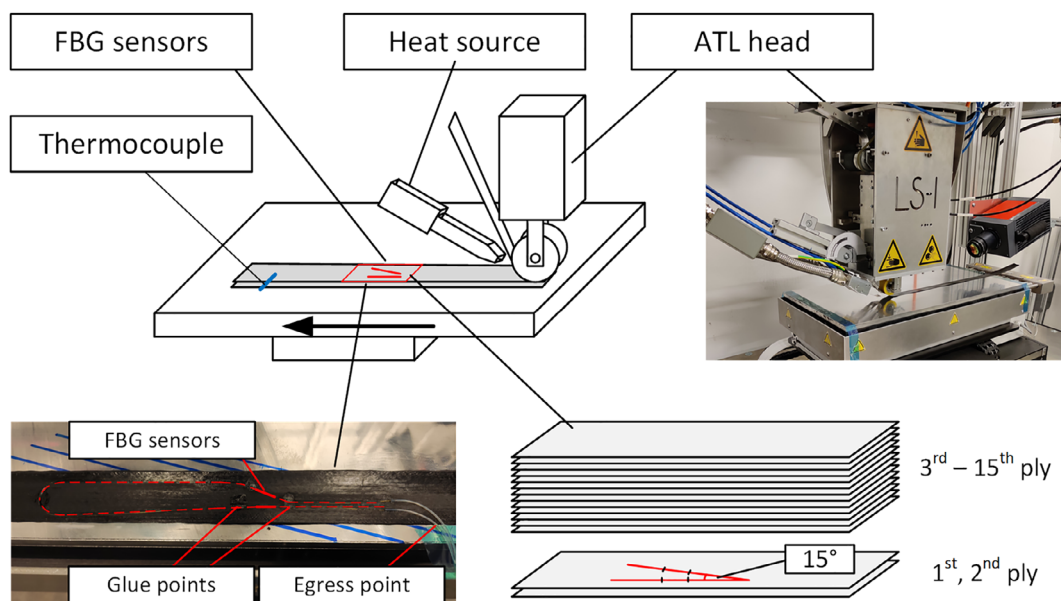 FBG sensors
Heat source
ATL head
Thermocouple
LS-1
FBG sensors
Glue points
Egress point
3rd – 15th ply
15°
1st, 2nd ply